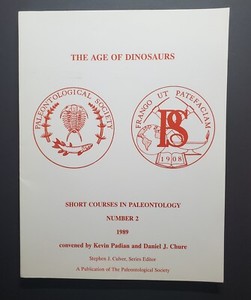 THE AGE OF DINOSAURS
PALEONTOLOGICAL SOCIETY
FRANGO UT PATEFACIAM
PS
1908
SHORT COURSES IN PALEONTOLOGY
NUMBER 2
1989
convened by Kevin Padian and Daniel J. Chure
Stephen J. Culver, Series Editor
A Publication of The Paleontological Society